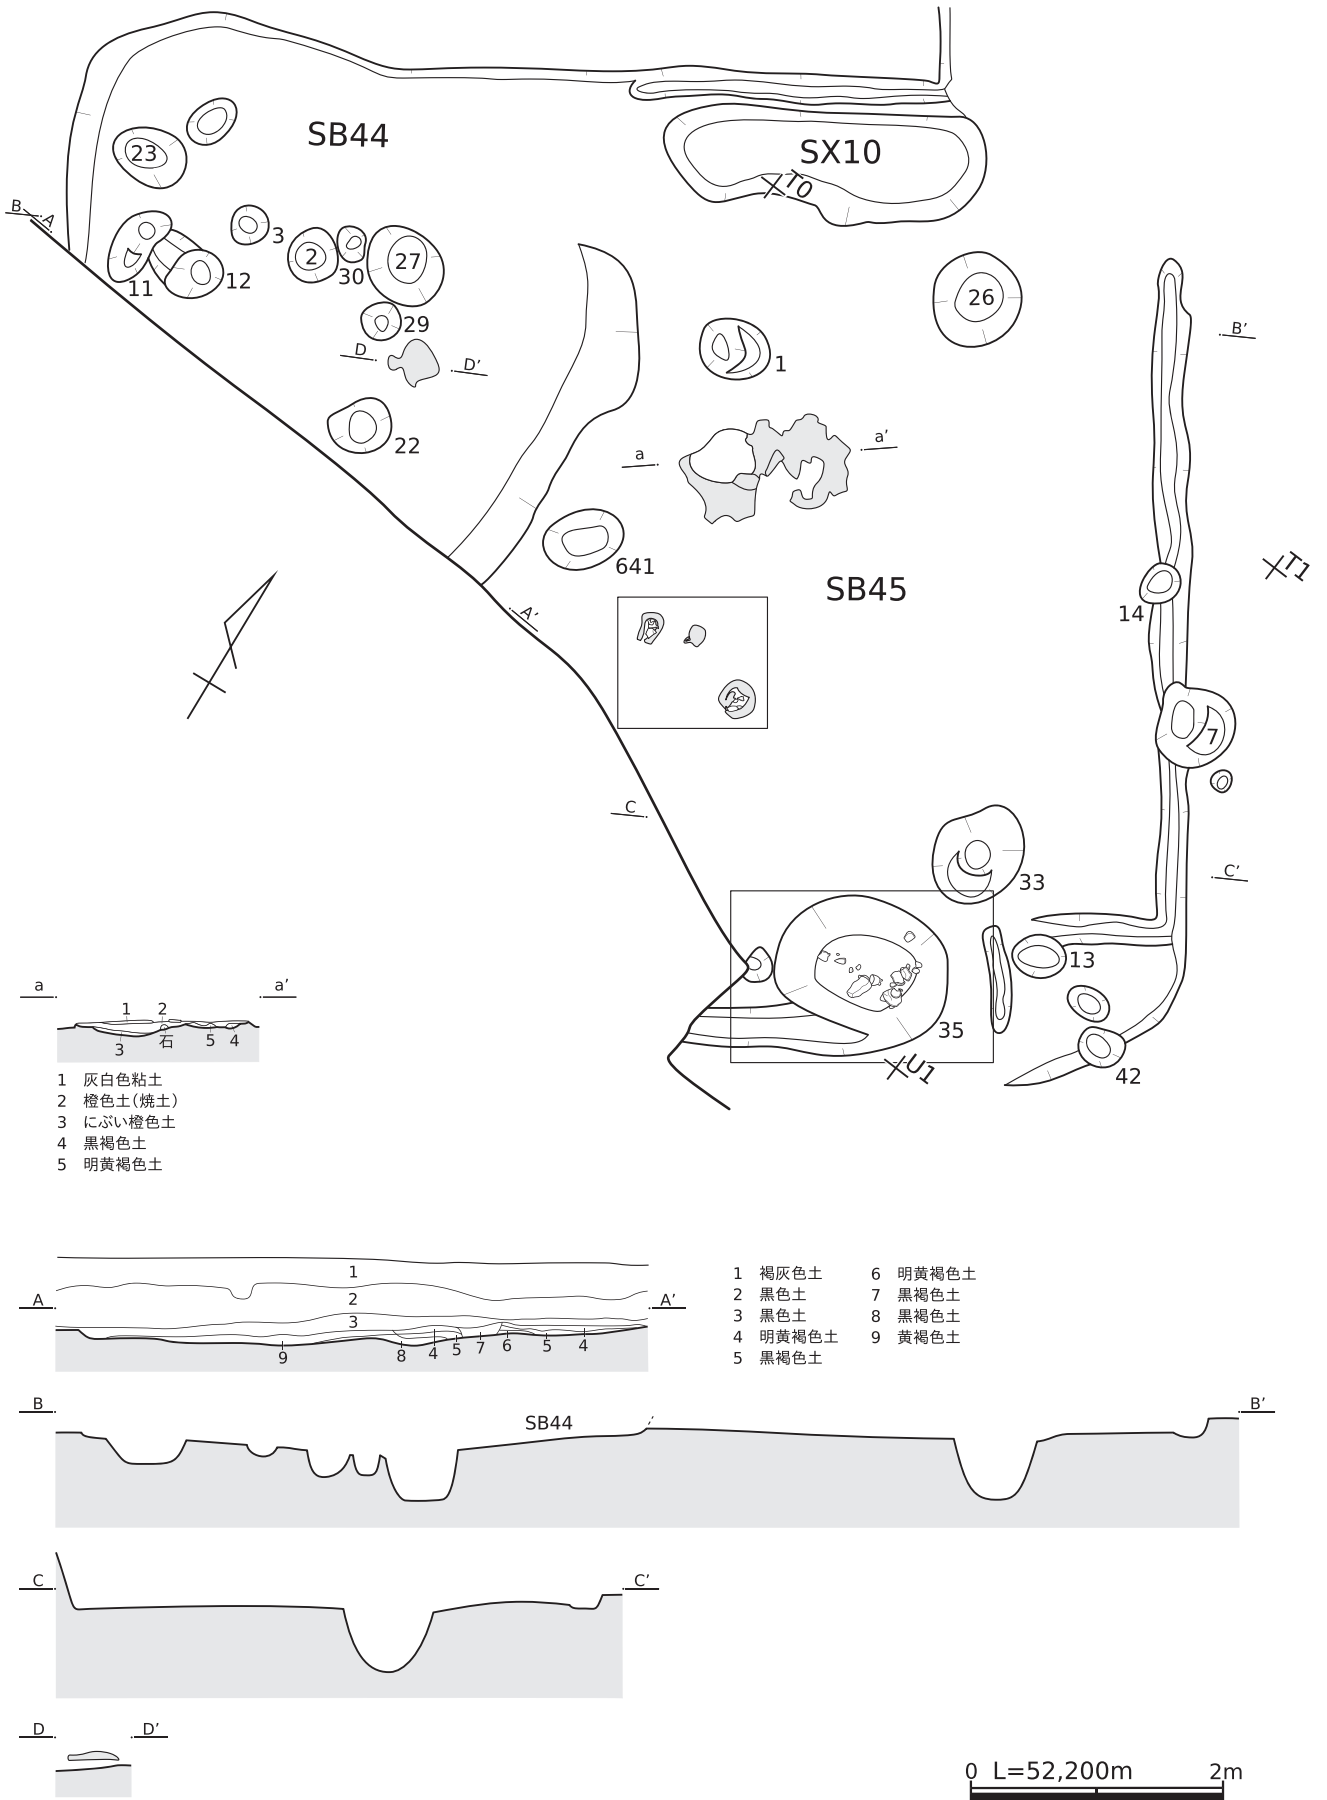 SB44
SX10
23
T0
B
A
3
2
30
27
11
12
29
26
B’
D
D’
1
22
a
a’
641
SB45
T1
A’
14
7
C
C’
33
13
35
U1
42
a
a’
1 2
3 石 5 4
1 灰白色粘土
2 橙色土(焼土)
3 にぶい橙色土
4 黒褐色土
5 明黄褐色土
A
A’
1
2
3
9 8 4 5 7 6 5 4
1 褐灰色土
2 黒色土
3 黒色土
4 明黄褐色土
5 黒褐色土
6 明黄褐色土
7 黒褐色土
8 黒褐色土
9 黄褐色土
B
B’
SB44
C
C’
D
D’
0 L=52,200m 2m